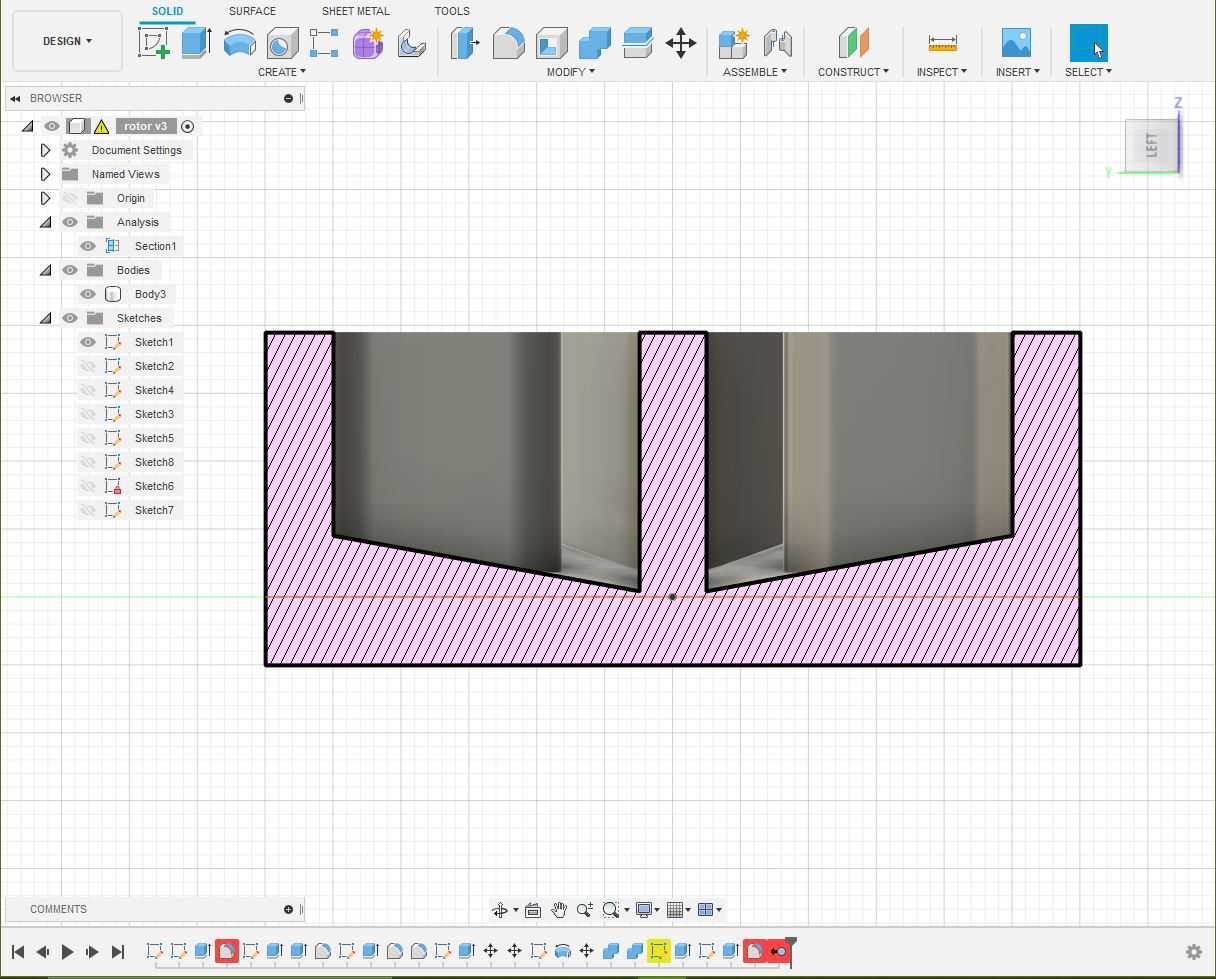 SOLID SURFACE SHEET METAL TOOLS
DESIGN
CREATE MODIFY ASSEMBLE CONSTRUCT INSPECT INSERT SELECT
BROWSER
rotor v3
Document Settings
Named Views
Origin
Analysis
Section1
Bodies
Body3
Sketches
Sketch1
Sketch2
Sketch4
Sketch3
Sketch5
Sketch8
Sketch6
Sketch7
Z
LEFT
Y
COMMENTS